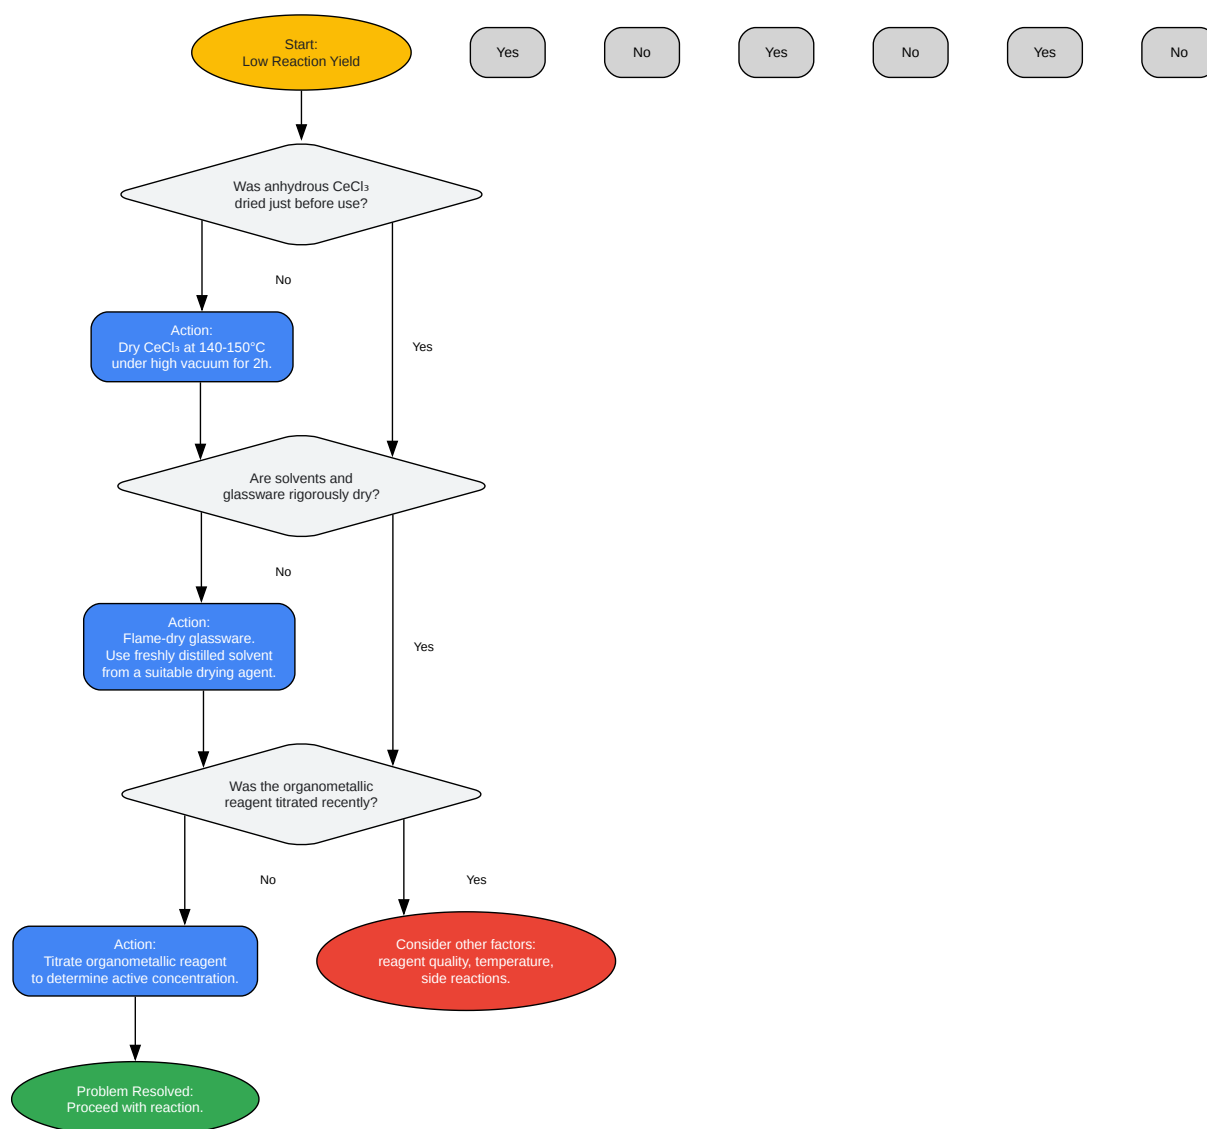 Start:
Low Reaction Yield
Yes
No
Yes
No
Yes
No
Was anhydrous CeCl₃
dried just before use?
No
Action:
Dry CeCl₃ at 140-150°C
under high vacuum for 2h.
Yes
Are solvents and
glassware rigorously dry?
No
Action:
Flame-dry glassware.
Use freshly distilled solvent
from a suitable drying agent.
Yes
Was the organometallic
reagent titrated recently?
No
Yes
Action:
Titrate organometallic reagent
to determine active concentration.
Consider other factors:
reagent quality, temperature,
side reactions.
Problem Resolved:
Proceed with reaction.